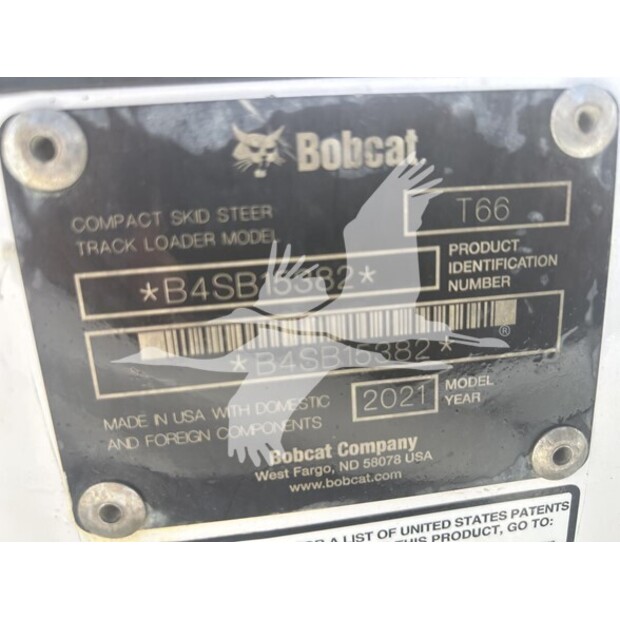 Bobcat
COMPACT SKID STEER
TRACK LOADER MODEL
T66
*B4SB15382*
PRODUCT
IDENTIFICATION
NUMBER
*B4SB15382*
®
MADE IN USA WITH DOMESTIC
AND FOREIGN COMPONENTS
2021
MODEL
YEAR
Bobcat Company
West Fargo, ND 58078 USA
www.bobcat.com
A LIST OF UNITED STATES PATENTS
THIS PRODUCT, GO TO: